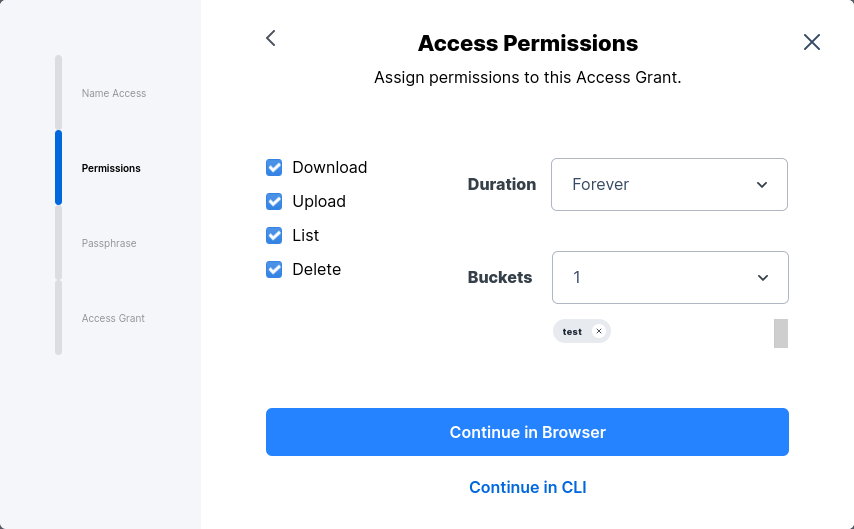 Access Permissions
Assign permissions to this Access Grant.
Name Access
Permissions
Passphrase
Access Grant
Download
Upload
List
Delete
Duration
Forever
Buckets
1
test
Continue in Browser
Continue in CLI